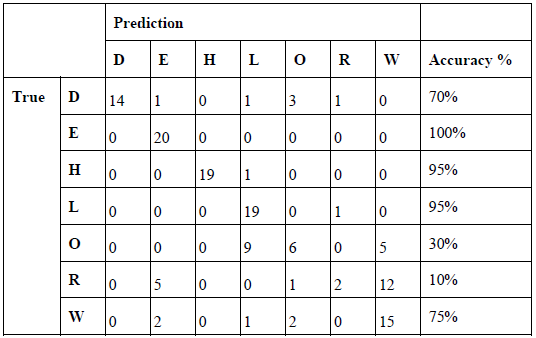 Prediction
D E H L O R W Accuracy %
True D 14 1 0 1 3 1 0 70%
E 0 20 0 0 0 0 0 100%
H 0 0 19 1 0 0 0 95%
L 0 0 0 19 0 1 0 95%
O 0 0 0 9 6 0 5 30%
R 0 5 0 0 1 2 12 10%
W 0 2 0 1 2 0 15 75%